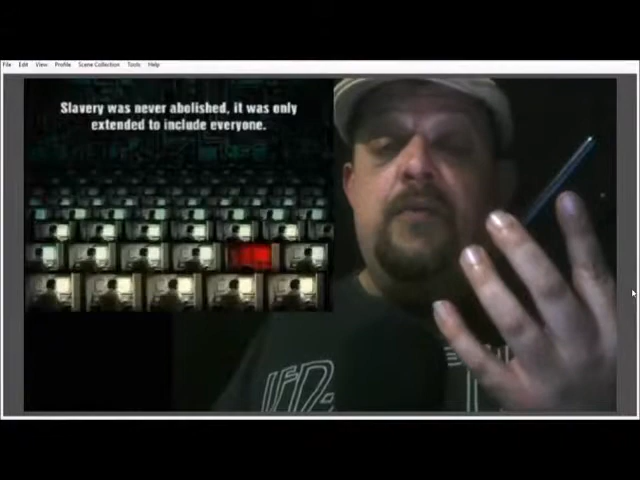 File Edit View Profile Scene Collection Tools Help
Slavery was never abolished, it was only
extended to include everyone.